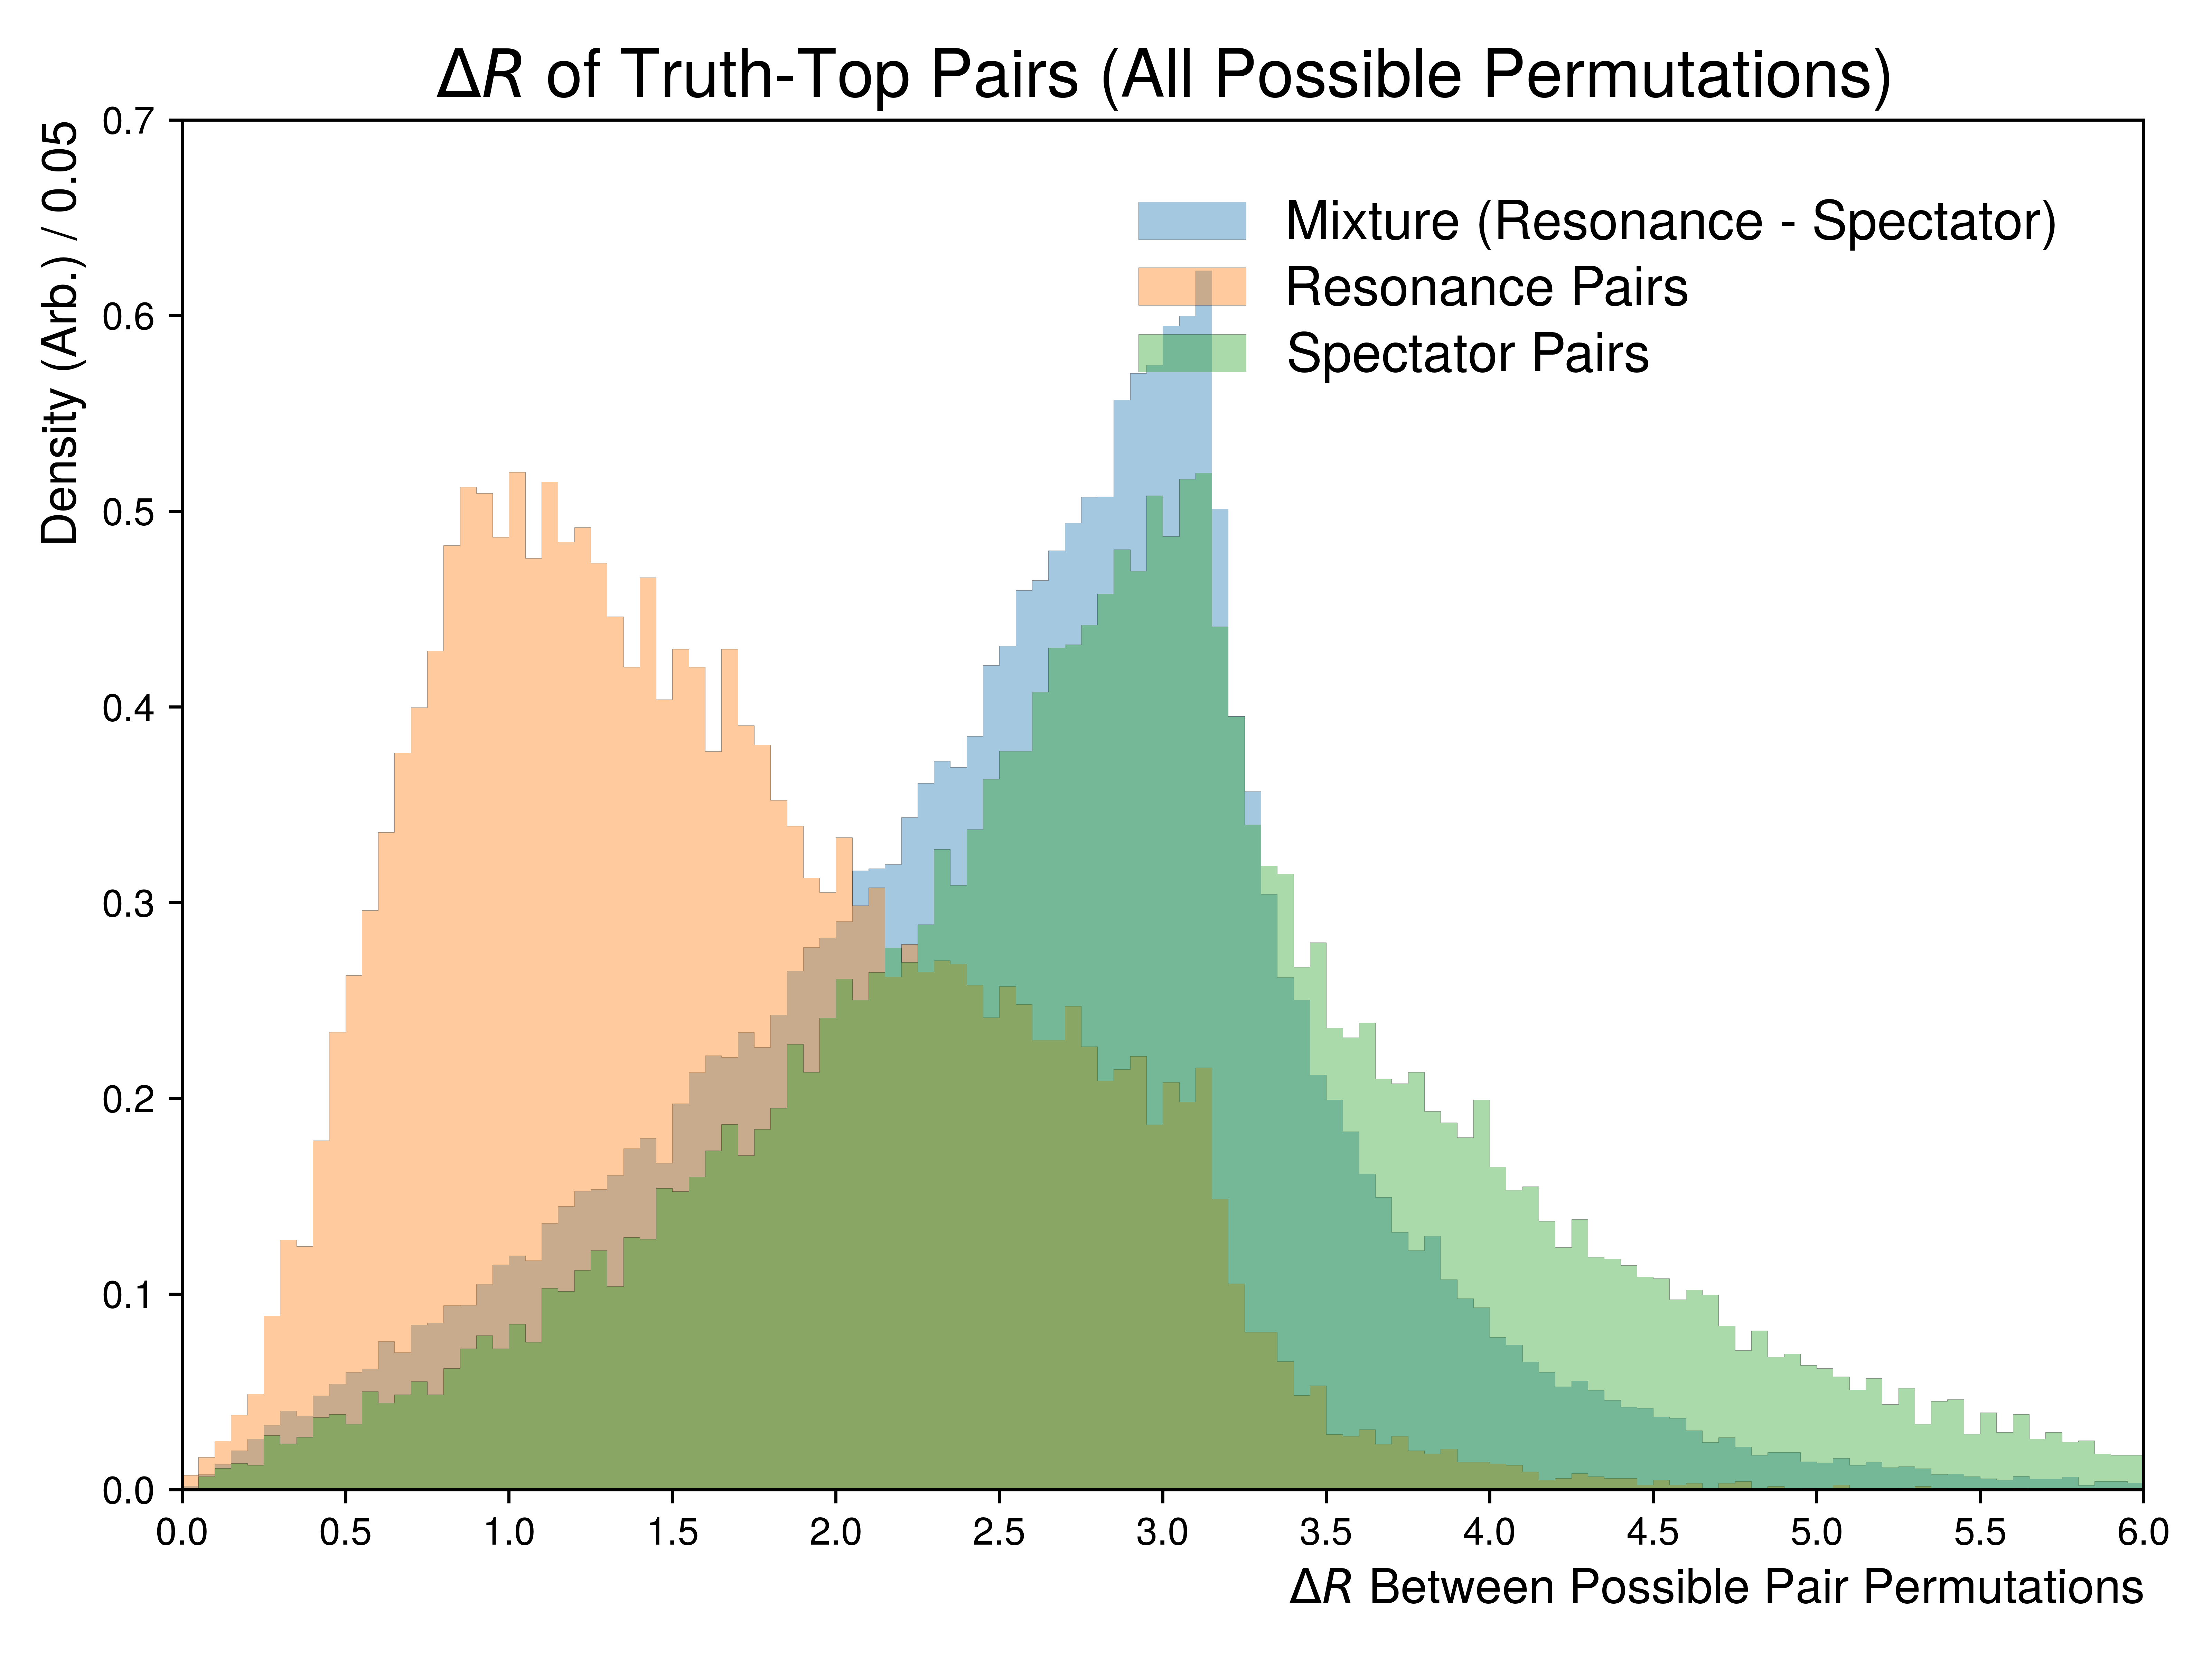 ΔR of Truth-Top Pairs (All Possible Permutations)
Density (Arb.) / 0.05
0.7
0.6
0.5
0.4
0.3
0.2
0.1
0.0
Mixture (Resonance - Spectator)
Resonance Pairs
Spectator Pairs
0.0 0.5 1.0 1.5 2.0 2.5 3.0 3.5 4.0 4.5 5.0 5.5 6.0
ΔR Between Possible Pair Permutations